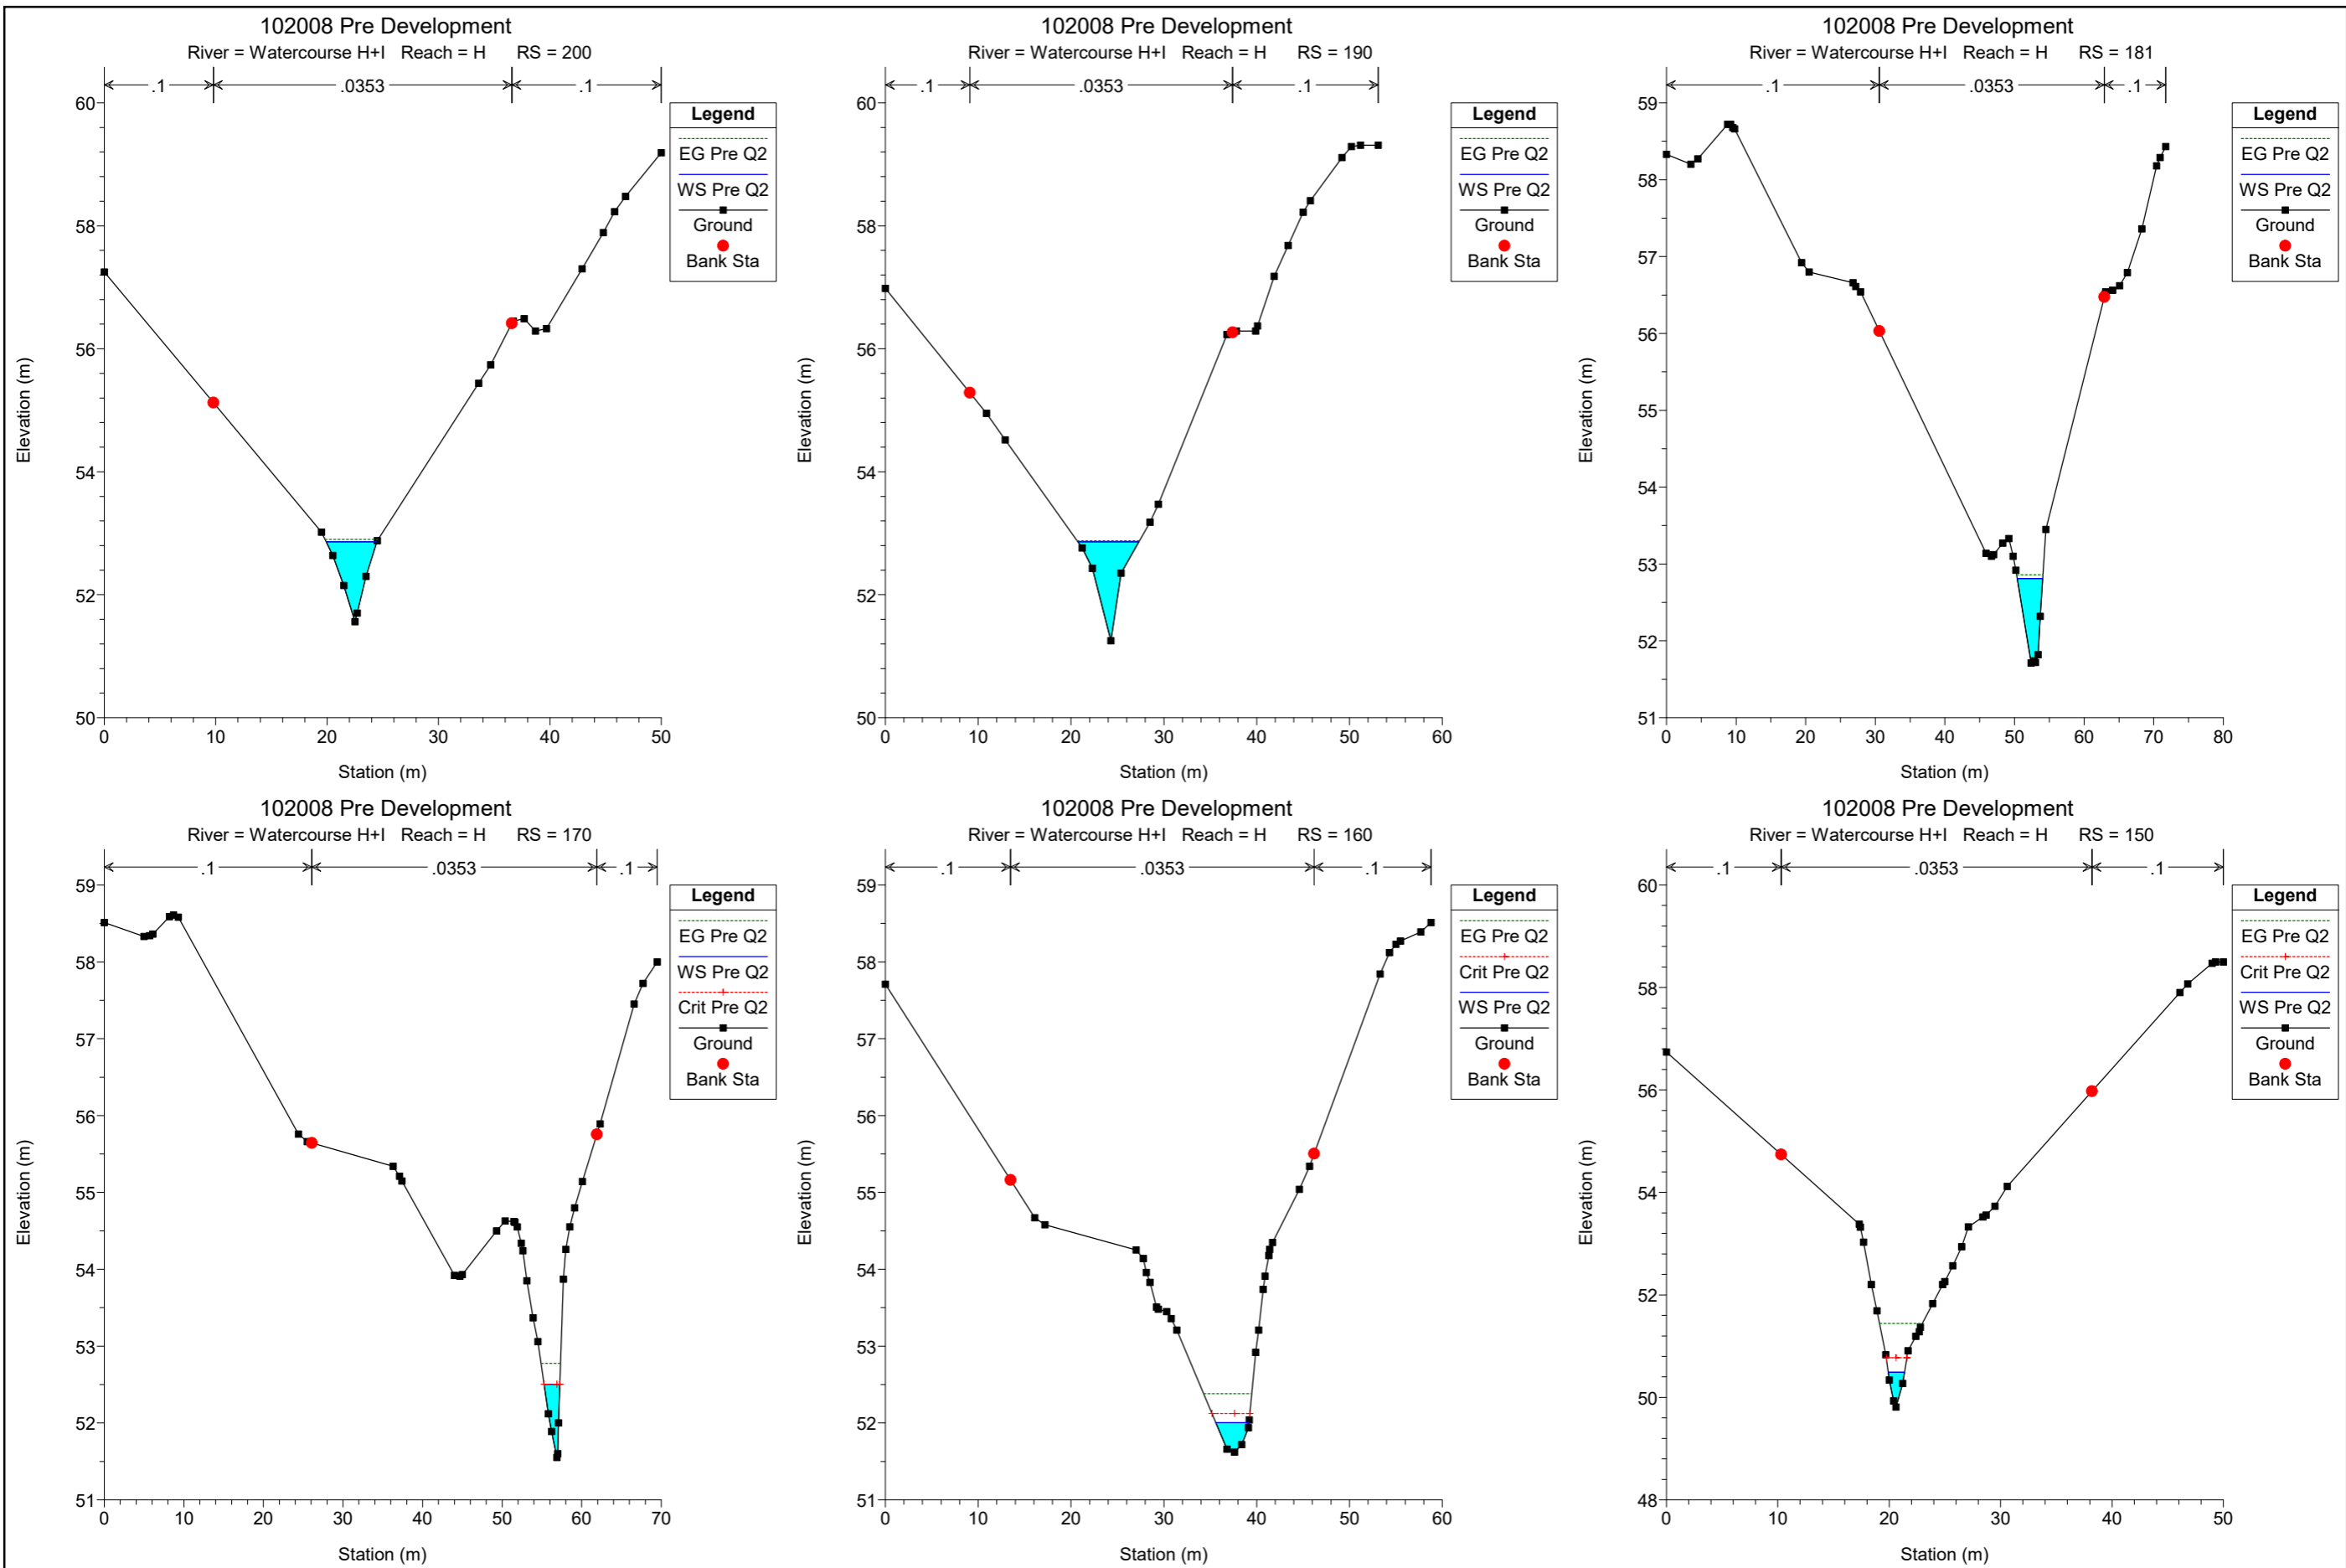 102008 Pre Development
River = Watercourse H+I Reach = H RS = 200
.1 .0353 .1
60
58
56
54
52
50
0 10 20 30 40 50
Elevation (m)
Station (m)
Legend
EG Pre Q2
WS Pre Q2
Ground
Bank Sta
102008 Pre Development
River = Watercourse H+I Reach = H RS = 190
.1 .0353 .1
60
58
56
54
52
50
0 10 20 30 40 50 60
Elevation (m)
Station (m)
Legend
EG Pre Q2
WS Pre Q2
Ground
Bank Sta
102008 Pre Development
River = Watercourse H+I Reach = H RS = 181
.1 .0353 .1
59
58
57
56
55
54
53
52
51
0 10 20 30 40 50 60 70 80
Elevation (m)
Station (m)
Legend
EG Pre Q2
WS Pre Q2
Ground
Bank Sta
102008 Pre Development
River = Watercourse H+I Reach = H RS = 170
.1 .0353 .1
59
58
57
56
55
54
53
52
51
0 10 20 30 40 50 60 70
Elevation (m)
Station (m)
Legend
EG Pre Q2
WS Pre Q2
Crit Pre Q2
Ground
Bank Sta
102008 Pre Development
River = Watercourse H+I Reach = H RS = 160
.1 .0353 .1
59
58
57
56
55
54
53
52
51
0 10 20 30 40 50 60
Elevation (m)
Station (m)
Legend
EG Pre Q2
Crit Pre Q2
WS Pre Q2
Ground
Bank Sta
102008 Pre Development
River = Watercourse H+I Reach = H RS = 150
.1 .0353 .1
60
58
56
54
52
50
48
0 10 20 30 40 50
Elevation (m)
Station (m)
Legend
EG Pre Q2
Crit Pre Q2
WS Pre Q2
Ground
Bank Sta